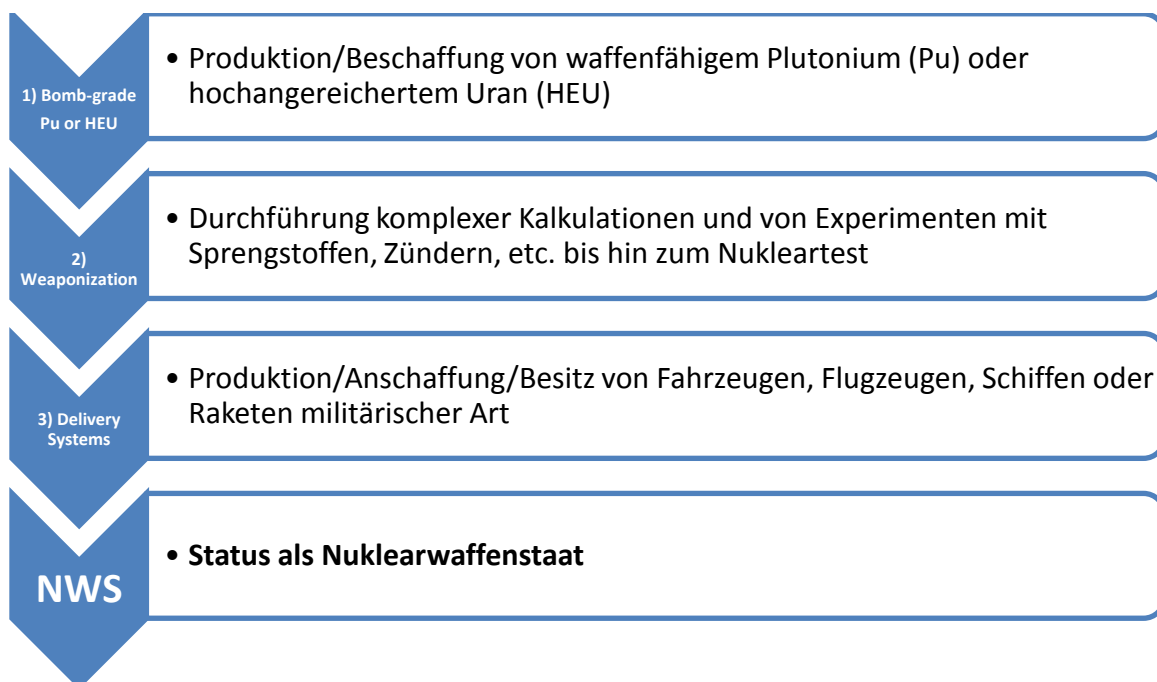 1) Bomb-grade
Pu or HEU
• Produktion/Beschaffung von waffenfähigem Plutonium (Pu) oder
hochangereichertem Uran (HEU)
2)
Weaponization
• Durchführung komplexer Kalkulationen und von Experimenten mit
Sprengstoffen, Zündern, etc. bis hin zum Nukleartest
3) Delivery
Systems
• Produktion/Anschaffung/Besitz von Fahrzeugen, Flugzeugen, Schiffen oder
Raketen militärischer Art
NWS
• Status als Nuklearwaffenstaat